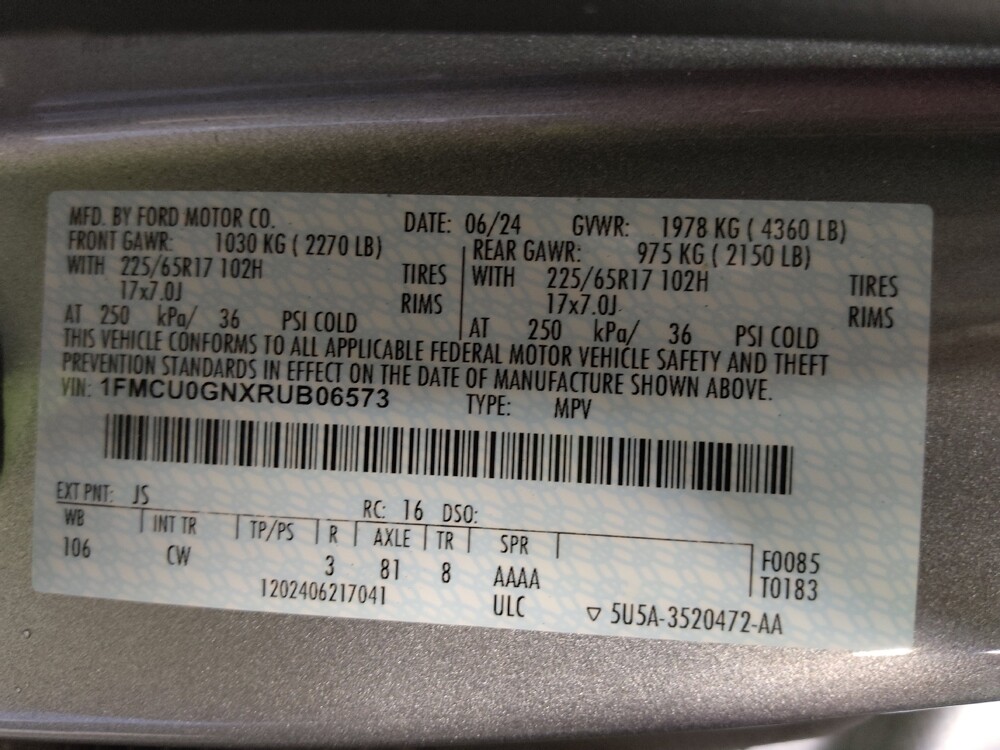 MFD. BY FORD MOTOR CO. DATE: 06/24 GVWR: 1978 KG ( 4360 LB)
FRONT GAWR: 1030 KG ( 2270 LB) REAR GAWR: 975 KG ( 2150 LB)
WITH 225/65R17 102H TIRES WITH 225/65R17 102H TIRES
17x7.0J RIMS 17x7.0J RIMS
AT 250 kPa/ 36 PSI COLD AT 250 kPa/ 36 PSI COLD
THIS VEHICLE CONFORMS TO ALL APPLICABLE FEDERAL MOTOR VEHICLE SAFETY AND THEFT
PREVENTION STANDARDS IN EFFECT ON THE DATE OF MANUFACTURE SHOWN ABOVE.
VIN: 1FMCU0GNXRUB06573 TYPE: MPV
EXT PNT: JS RC: 16 DSO:
WB INT TR TP/PS R AXLE TR SPR F0085
106 CW 3 81 8 AAAA T0183
1202406217041 ULC ▽ 5U5A-3520472-AA